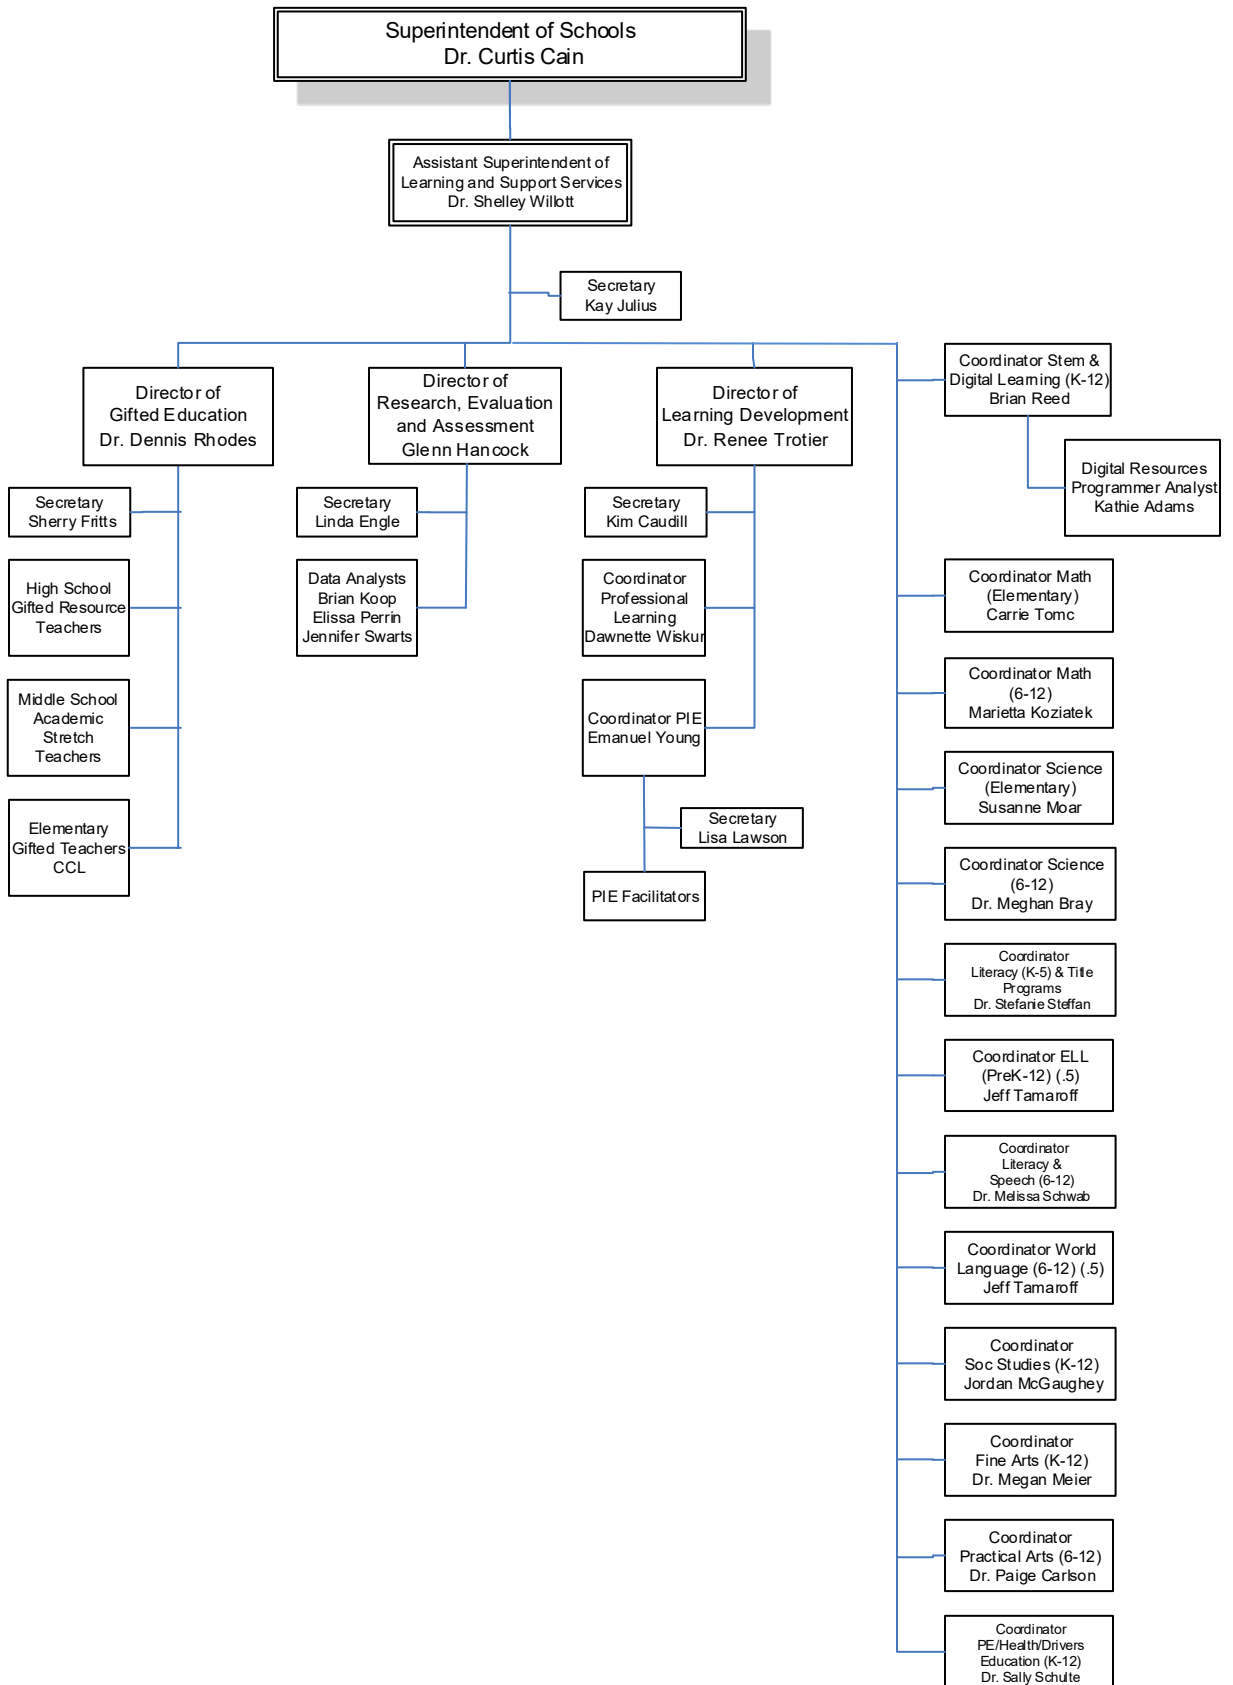 Superintendent of Schools
Dr. Curtis Cain
Assistant Superintendent of
Learning and Support Services
Dr. Shelley Willott
Secretary
Kay Julius
Director of
Gifted Education
Dr. Dennis Rhodes
Secretary
Sherry Fritts
High School
Gifted Resource
Teachers
Middle School
Academic
Stretch
Teachers
Elementary
Gifted Teachers
CCL
Director of
Research, Evaluation
and Assessment
Glenn Hancock
Secretary
Linda Engle
Data Analysts
Brian Koop
Elissa Perrin
Jennifer Swarts
Director of
Learning Development
Dr. Renee Trotier
Secretary
Kim Caudill
Coordinator
Professional
Learning
Dawnette Wiskur
Coordinator PIE
Emanuel Young
Secretary
Lisa Lawson
PIE Facilitators
Coordinator Stem &
Digital Learning (K-12)
Brian Reed
Digital Resources
Programmer Analyst
Kathie Adams
Coordinator Math
(Elementary)
Carrie Tomc
Coordinator Math
(6-12)
Marietta Koziatek
Coordinator Science
(Elementary)
Susanne Moar
Coordinator Science
(6-12)
Dr. Meghan Bray
Coordinator
Literacy (K-5) & Title
Programs
Dr. Stefanie Steffan
Coordinator ELL
(PreK-12) (.5)
Jeff Tamaroff
Coordinator
Literacy &
Speech (6-12)
Dr. Melissa Schwab
Coordinator World
Language (6-12) (.5)
Jeff Tamaroff
Coordinator
Soc Studies (K-12)
Jordan McGaughey
Coordinator
Fine Arts (K-12)
Dr. Megan Meier
Coordinator
Practical Arts (6-12)
Dr. Paige Carlson
Coordinator
PE/Health/Drivers
Education (K-12)
Dr. Sally Schulte